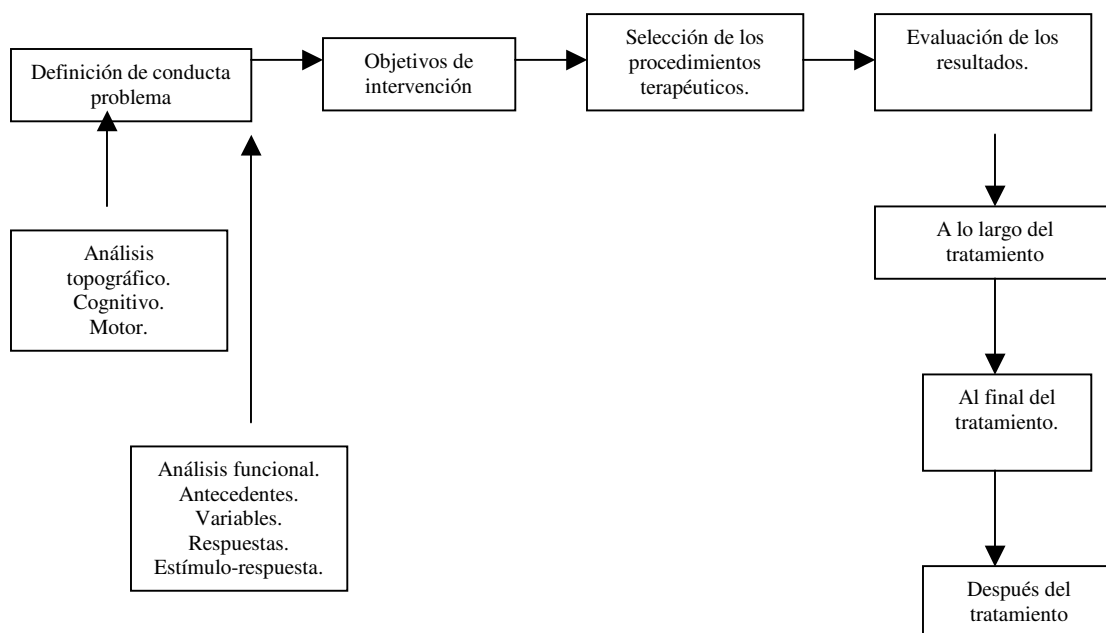 Definición de conducta
problema
Objetivos de
intervención
Selección de los
procedimientos
terapéuticos.
Evaluación de los
resultados.
Análisis
topográfico.
Cognitivo.
Motor.
A lo largo del
tratamiento
Análisis funcional.
Antecedentes.
Variables.
Respuestas.
Estímulo-respuesta.
Al final del
tratamiento.
Después del
tratamiento